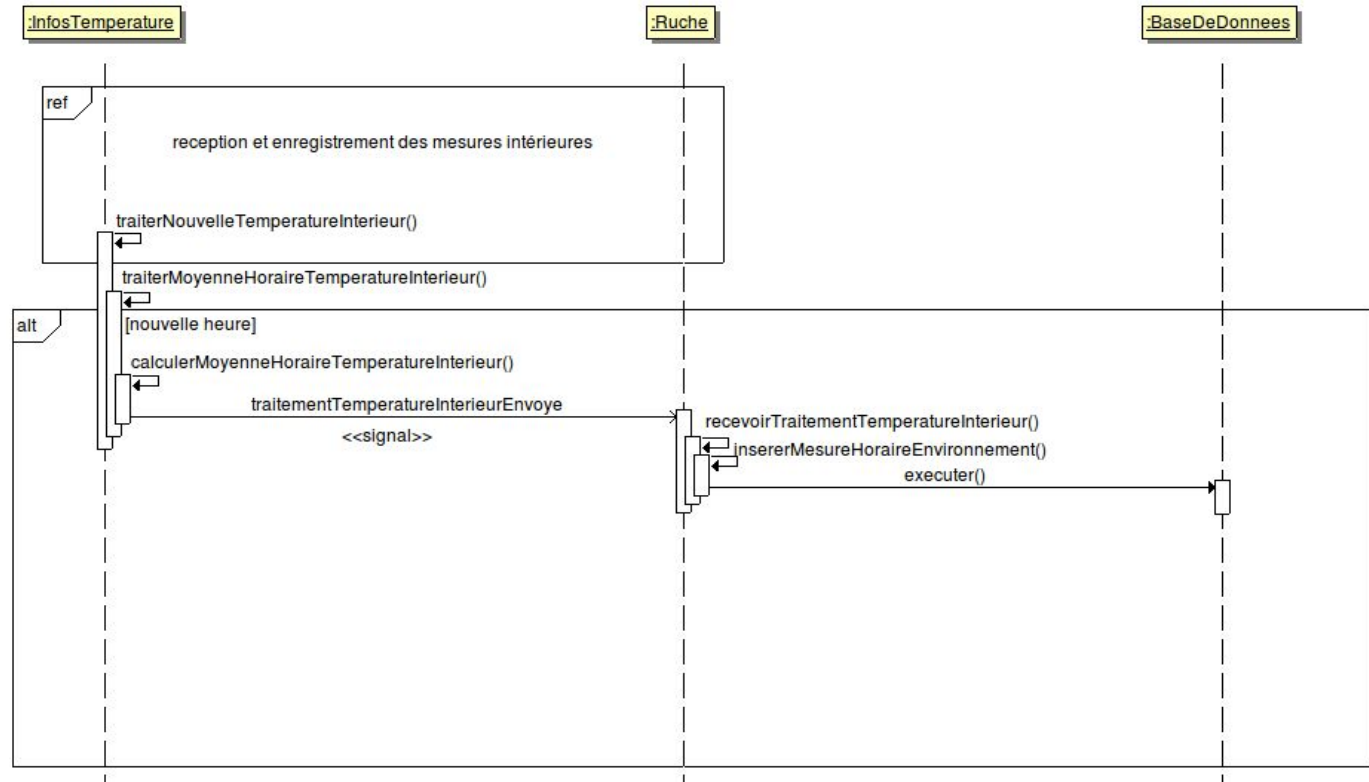 :InfosTemperature
:Ruche
:BaseDeDonnees
ref
reception et enregistrement des mesures intérieures
traiterNouvelleTemperatureInterieur()
traiterMoyenneHoraireTemperatureInterieur()
alt
[nouvelle heure]
calculerMoyenneHoraireTemperatureInterieur()
traitementTemperatureInterieurEnvoye
<<signal>>
recevoirTraitementTemperatureInterieur()
insererMesureHoraireEnvironnement()
executer()